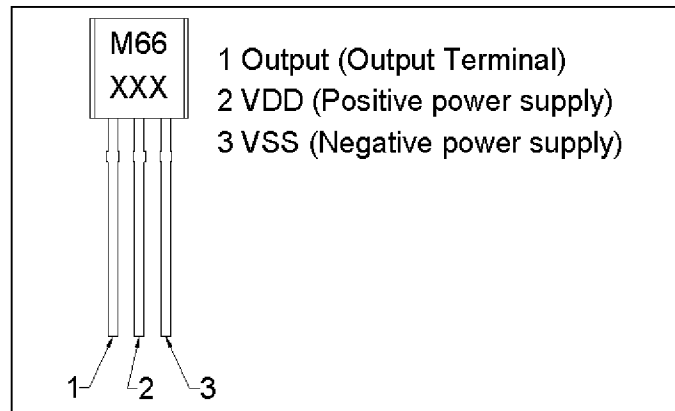 M66
XXX
1 Output (Output Terminal)
2 VDD (Positive power supply)
3 VSS (Negative power supply)
1 2 3